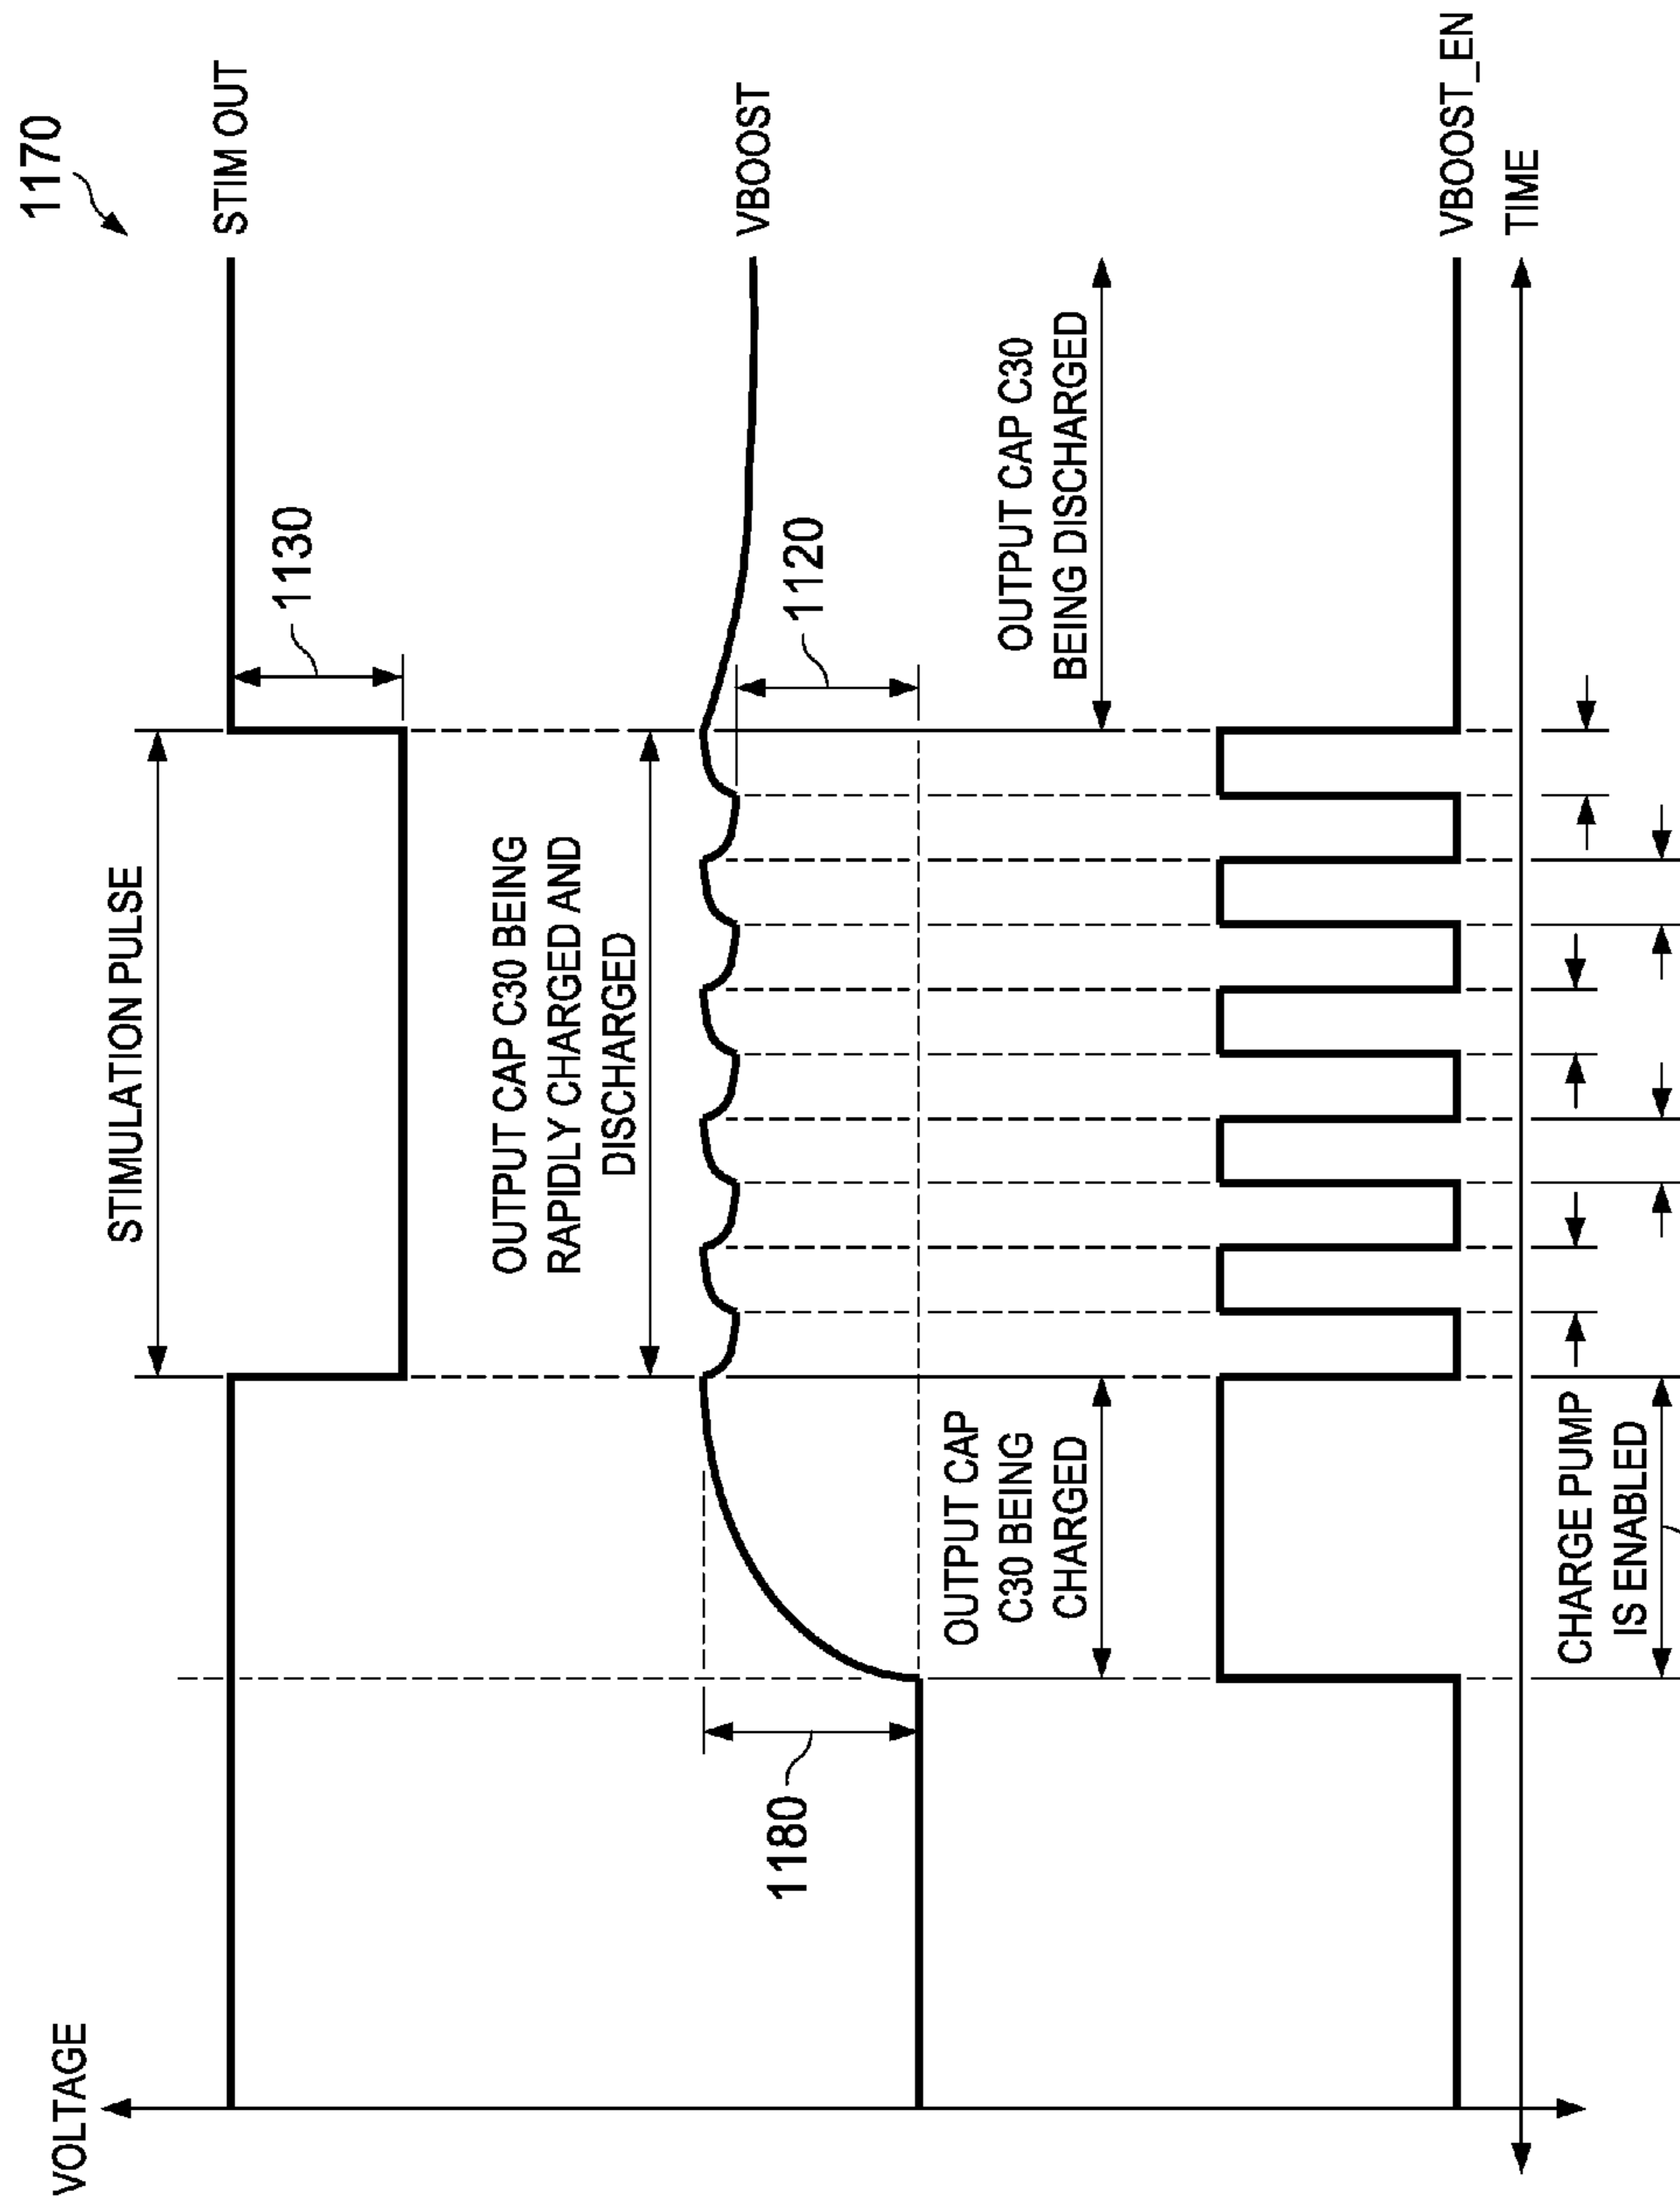 1170
VOLTAGE
STIMULATION PULSE
STIM OUT
1130
OUTPUT CAP C30 BEING
RAPIDLY CHARGED AND
DISCHARGED
VBOOST
1180
1120
OUTPUT CAP
C30 BEING
CHARGED
OUTPUT CAP C30
BEING DISCHARGED
VBOOST_EN
TIME
CHARGE PUMP
IS ENABLED